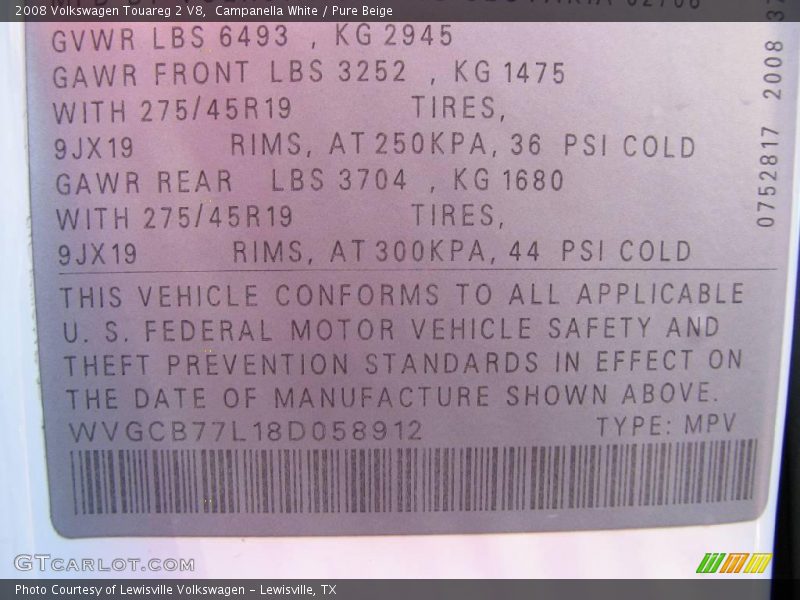 2008 Volkswagen Touareg 2 V8,  Campanella White / Pure Beige
GVWR LBS 6493 , KG 2945
GAWR FRONT LBS 3252 , KG 1475
WITH 275/45R19 TIRES,
9JX19 RIMS, AT 250KPA, 36 PSI COLD
GAWR REAR LBS 3704 , KG 1680
WITH 275/45R19 TIRES,
9JX19 RIMS, AT 300KPA, 44 PSI COLD
THIS VEHICLE CONFORMS TO ALL APPLICABLE
U. S. FEDERAL MOTOR VEHICLE SAFETY AND
THEFT PREVENTION STANDARDS IN EFFECT ON
THE DATE OF MANUFACTURE SHOWN ABOVE.
WVGCB77L18D058912 TYPE: MPV
0752817 2008
GTCARLOT.COM
Photo Courtesy of Lewisville Volkswagen – Lewisville, TX